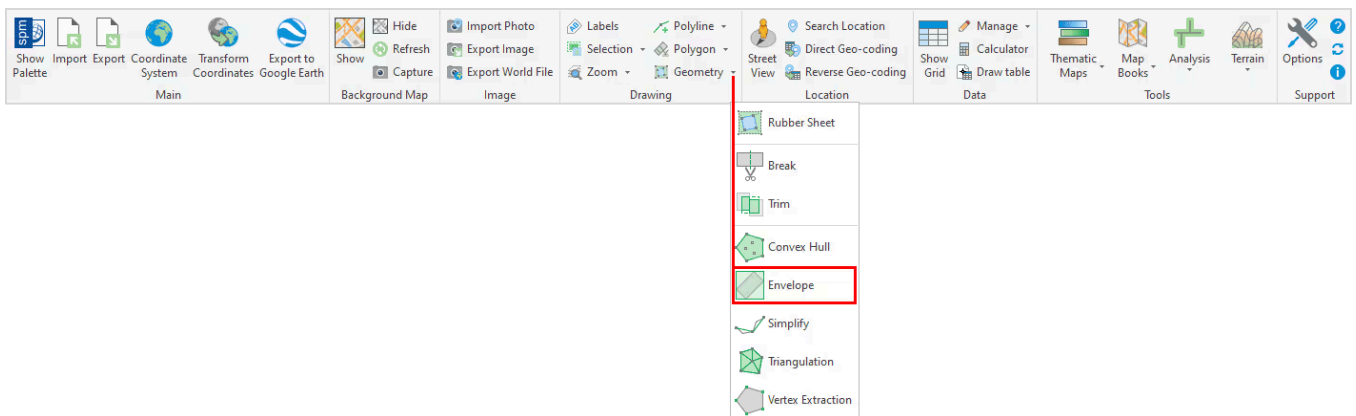 spm
Show Palette
Import
Export
Coordinate System
Transform Coordinates
Export to Google Earth
Main
Show
Hide
Refresh
Capture
Background Map
Import Photo
Export Image
Export World File
Image
Labels
Selection
Zoom
Polyline
Polygon
Geometry
Drawing
Street View
Search Location
Direct Geo-coding
Reverse Geo-coding
Location
Show Grid
Manage
Calculator
Draw table
Data
Thematic Maps
Map Books
Analysis
Terrain
Tools
Options
Support
Rubber Sheet
Break
Trim
Convex Hull
Envelope
Simplify
Triangulation
Vertex Extraction